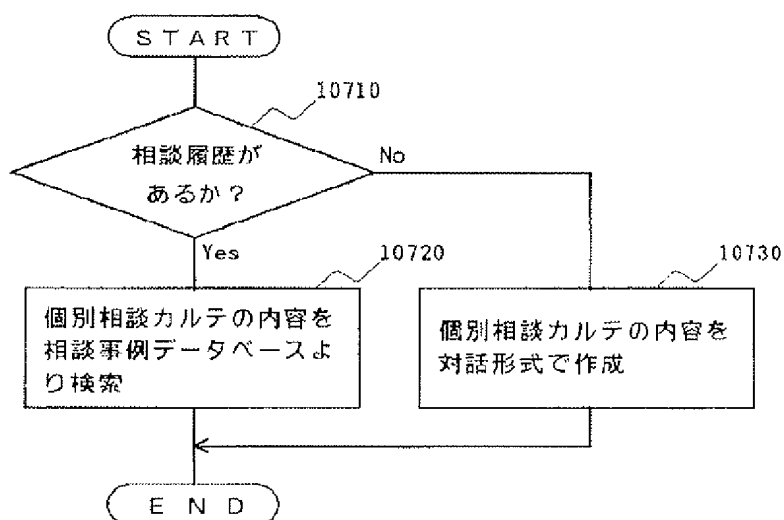 START
10710
相談履歴が
あるか？
No
Yes
10720
10730
個別相談カルテの内容を
相談事例データベースよ
り検索
個別相談カルテの内容を
対話形式で作成
END